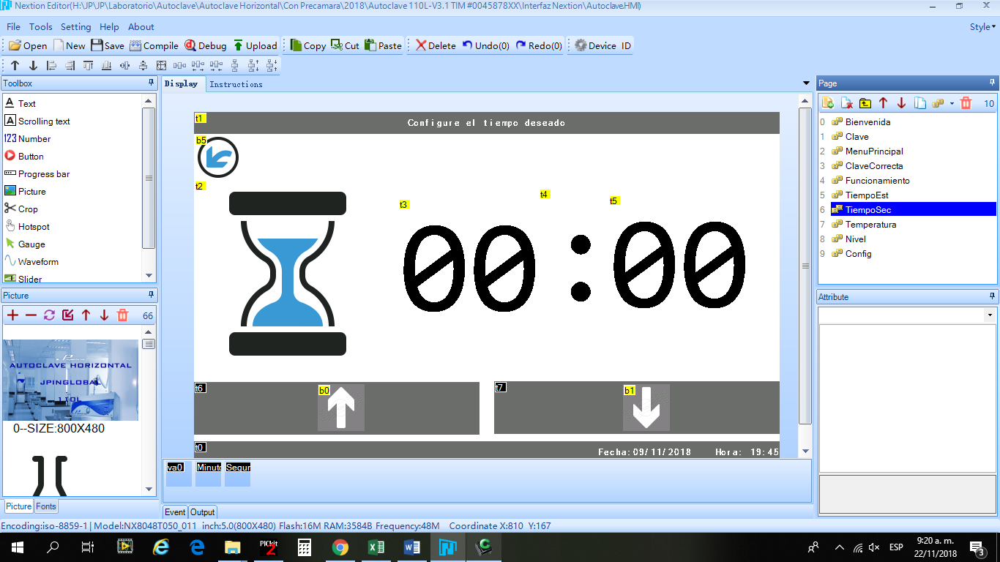 Nextion Editor(H:\JP\JP\Laboratorio\Autoclave\Autoclave Horizontal\Con Precamara\2018\Autoclave 110L-V3.1 TIM #0045878XX\Interfaz Nextion\Autoclave.HMI)
File Tools Setting Help About Style
Open New Save Compile Debug Upload Copy Cut Paste Delete Undo(0) Redo(0) Device ID
Toolbox
Text
Scrolling text
123 Number
Button
Progress bar
Picture
Crop
Hotspot
Gauge
Waveform
Slider
Picture
66
AUTOCLAVE HORIZONTAL
JPINGLOBAL
110L
0--SIZE:800X480
Picture Fonts
Display Instructions
t1
Configure el tiempo deseado
b5
t2
t3 t4 t5
00:00
t6 b0 t7 b1
t0
Fecha:09/11/2018 Hora: 19:45
va0 Minuto Segur
Event Output
Page
10
0 Bienvenida
1 Clave
2 MenuPrincipal
3 ClaveCorrecta
4 Funcionamiento
5 TiempoEst
6 TiempoSec
7 Temperatura
8 Nivel
9 Config
Attribute
Encoding:iso-8859-1 Model:NX8048T050_011 inch:5.0(800X480) Flash:16M RAM:3584B Frequency:48M Coordinate X:810 Y:167
PICkit 2
ESP
9:20 a. m.
22/11/2018
3